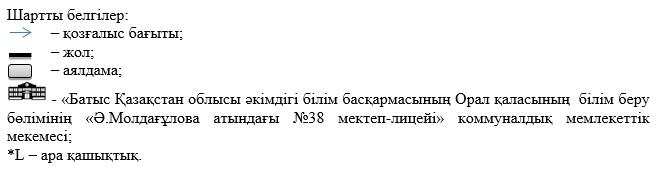 Шартты белгілер:
– қозғалыс бағыты;
– жол;
– аялдама;
- «Батыс Қазақстан облысы әкімдігі білім басқармасының Орал қаласының білім беру
бөлімінің «Ә.Молдағұлова атындағы №38 мектеп-лицейі» коммуналдық мемлекеттік
мекемесі;
*L – ара қашықтық.